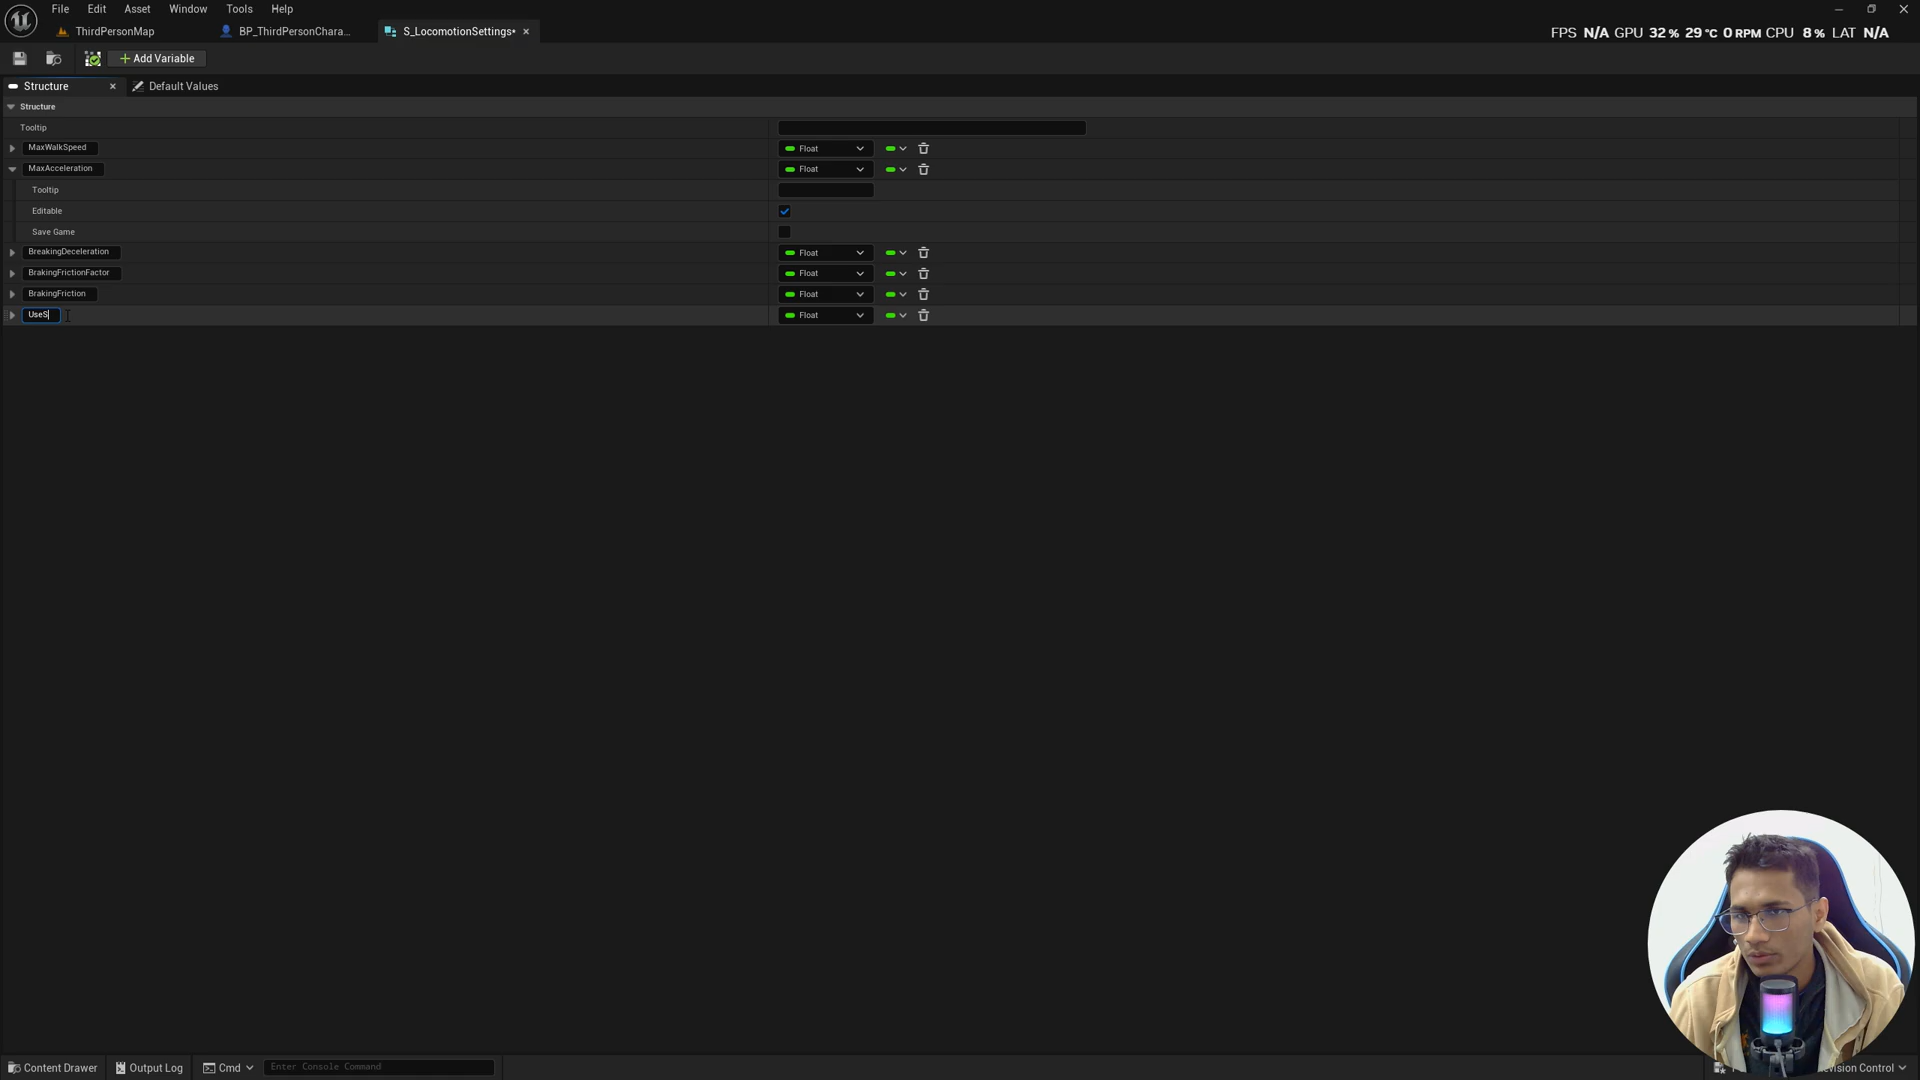 File Edit Asset Window Tools Help
ThirdPersonMap BP_ThirdPersonChara... S_LocomotionSettings* FPS N/A GPU 32 % 29 °C 0 RPM CPU 8 % LAT N/A
Add Variable
Structure Default Values
Structure
Tooltip
MaxWalkSpeed Float
MaxAcceleration Float
Tooltip
Editable
Save Game
BreakingDeceleration Float
BrakingFrictionFactor Float
BrakingFriction Float
UseS Float
Content Drawer Output Log Cmd Enter Console Command Control